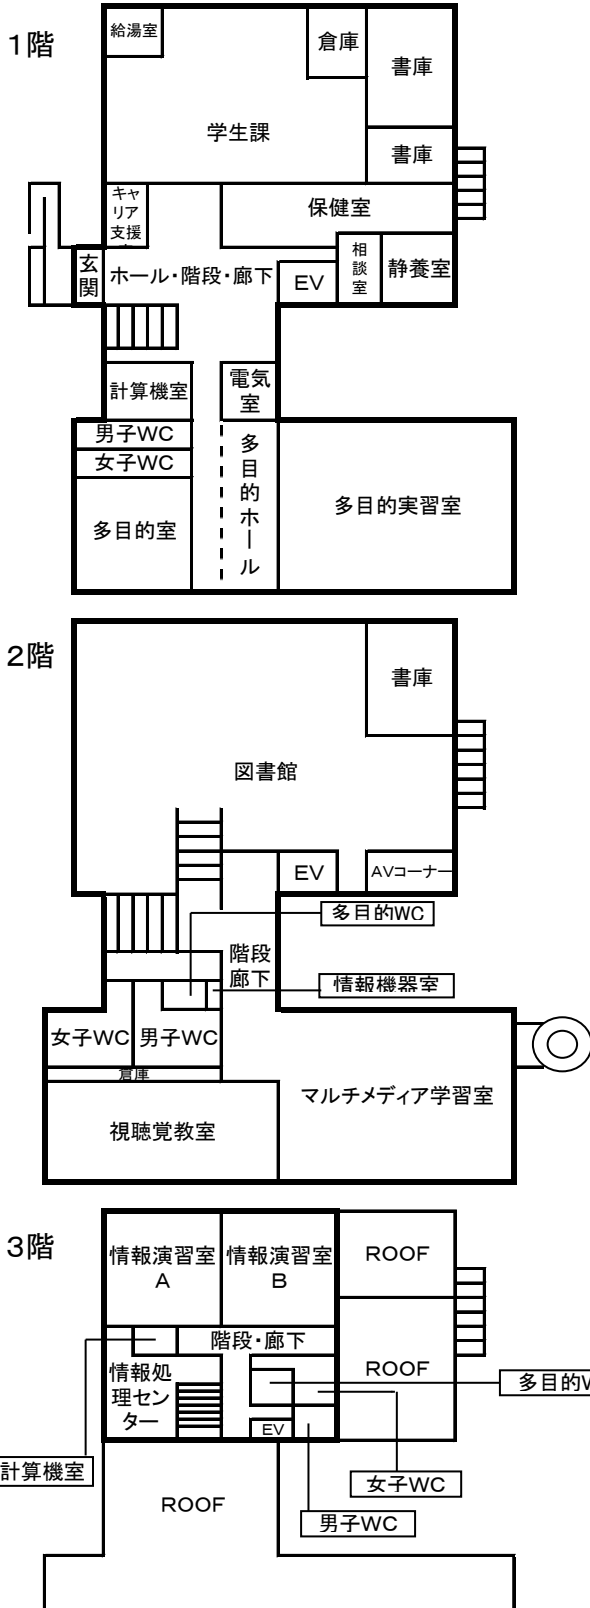 1階
給湯室
倉庫
書庫
学生課
書庫
キャ
リア
支援
保健室
玄
関
ホール・階段・廊下
EV
相
談
室
静養室
計算機室
電気
室
男子WC
女子WC
多目的室
多
目
的
ホ
ー
ル
多目的実習室
2階
書庫
図書館
EV
AVコーナー
多目的WC
階段
廊下
情報機器室
女子WC
男子WC
倉庫
マルチメディア学習室
視聴覚教室
3階
情報演習室
A
情報演習室
B
ROOF
階段・廊下
情報処
理セン
ター
ROOF
多目的W
EV
計算機室
女子WC
ROOF
男子WC